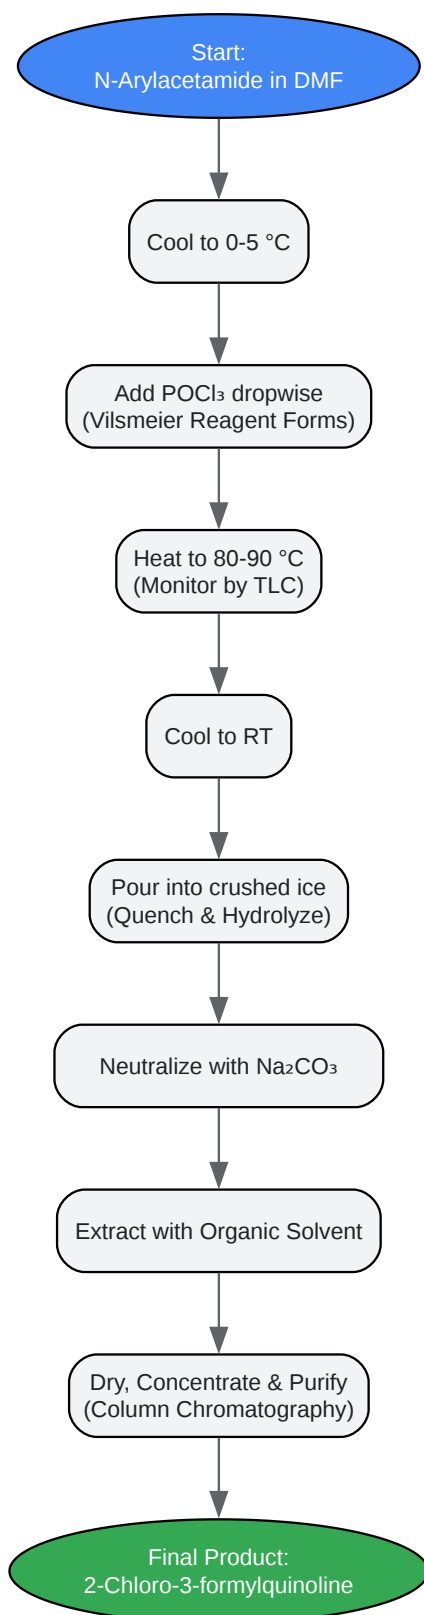 Start:
N-Arylacetamide in DMF
Cool to 0-5 °C
Add POCl₃ dropwise
(Vilsmeier Reagent Forms)
Heat to 80-90 °C
(Monitor by TLC)
Cool to RT
Pour into crushed ice
(Quench & Hydrolyze)
Neutralize with Na₂CO₃
Extract with Organic Solvent
Dry, Concentrate & Purify
(Column Chromatography)
Final Product:
2-Chloro-3-formylquinoline